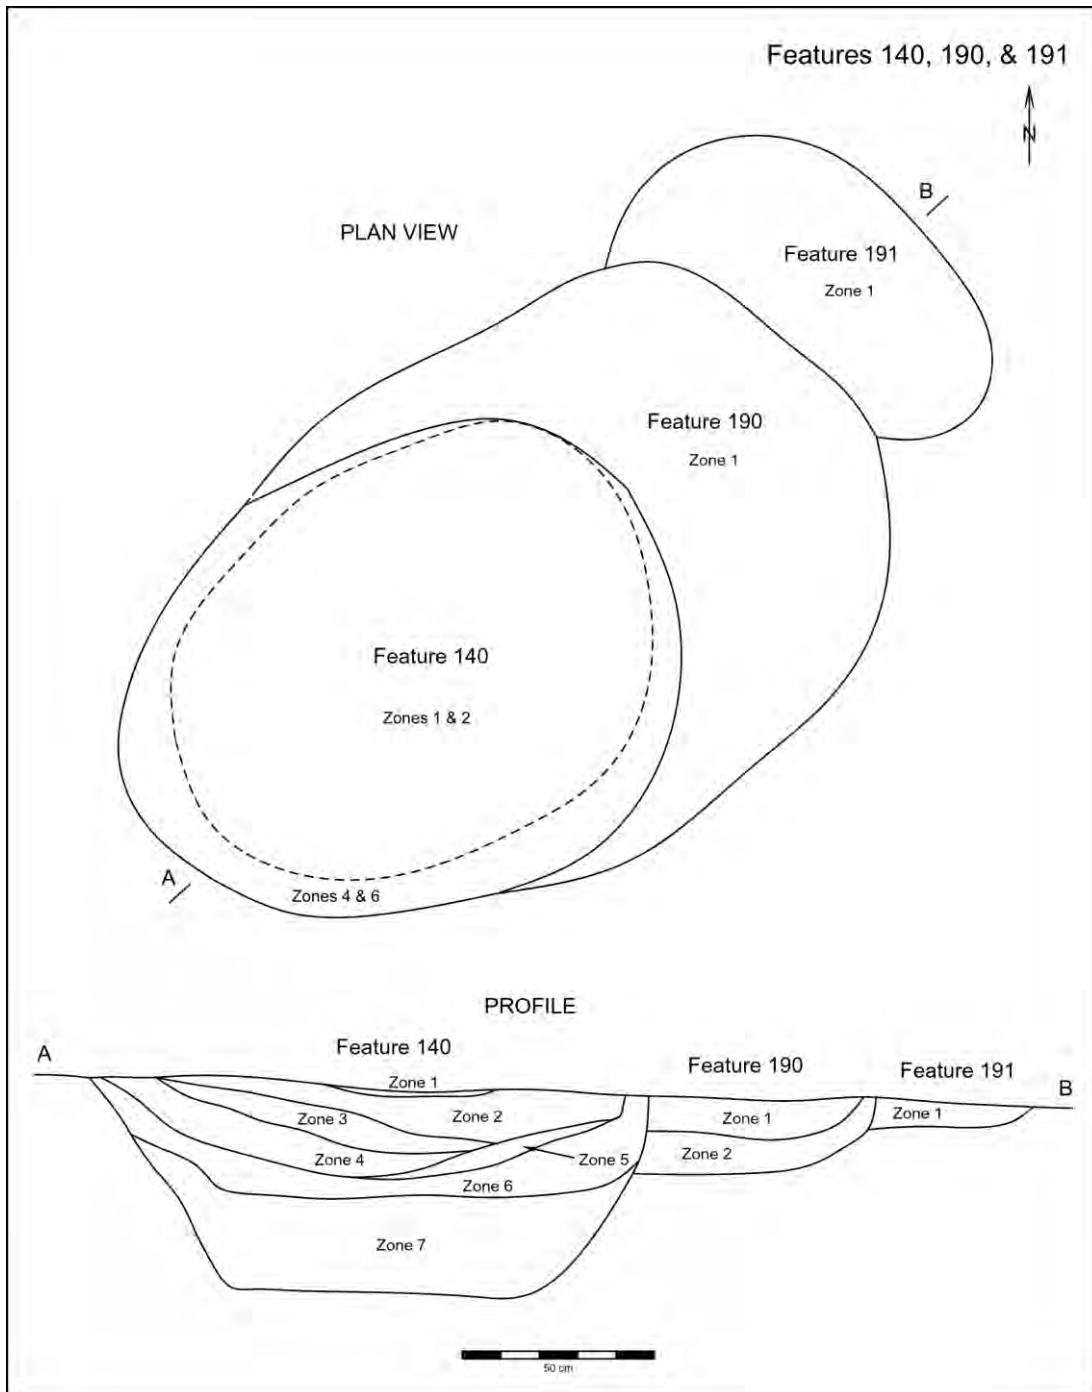 Features 140, 190, & 191
N
B
PLAN VIEW
Feature 191
Zone 1
Feature 190
Zone 1
Feature 140
Zones 1 & 2
A
Zones 4 & 6
PROFILE
A
Feature 140
Feature 190
Feature 191
B
Zone 1
Zone 2
Zone 3
Zone 4
Zone 5
Zone 6
Zone 7
Zone 1
Zone 2
Zone 1
50 cm